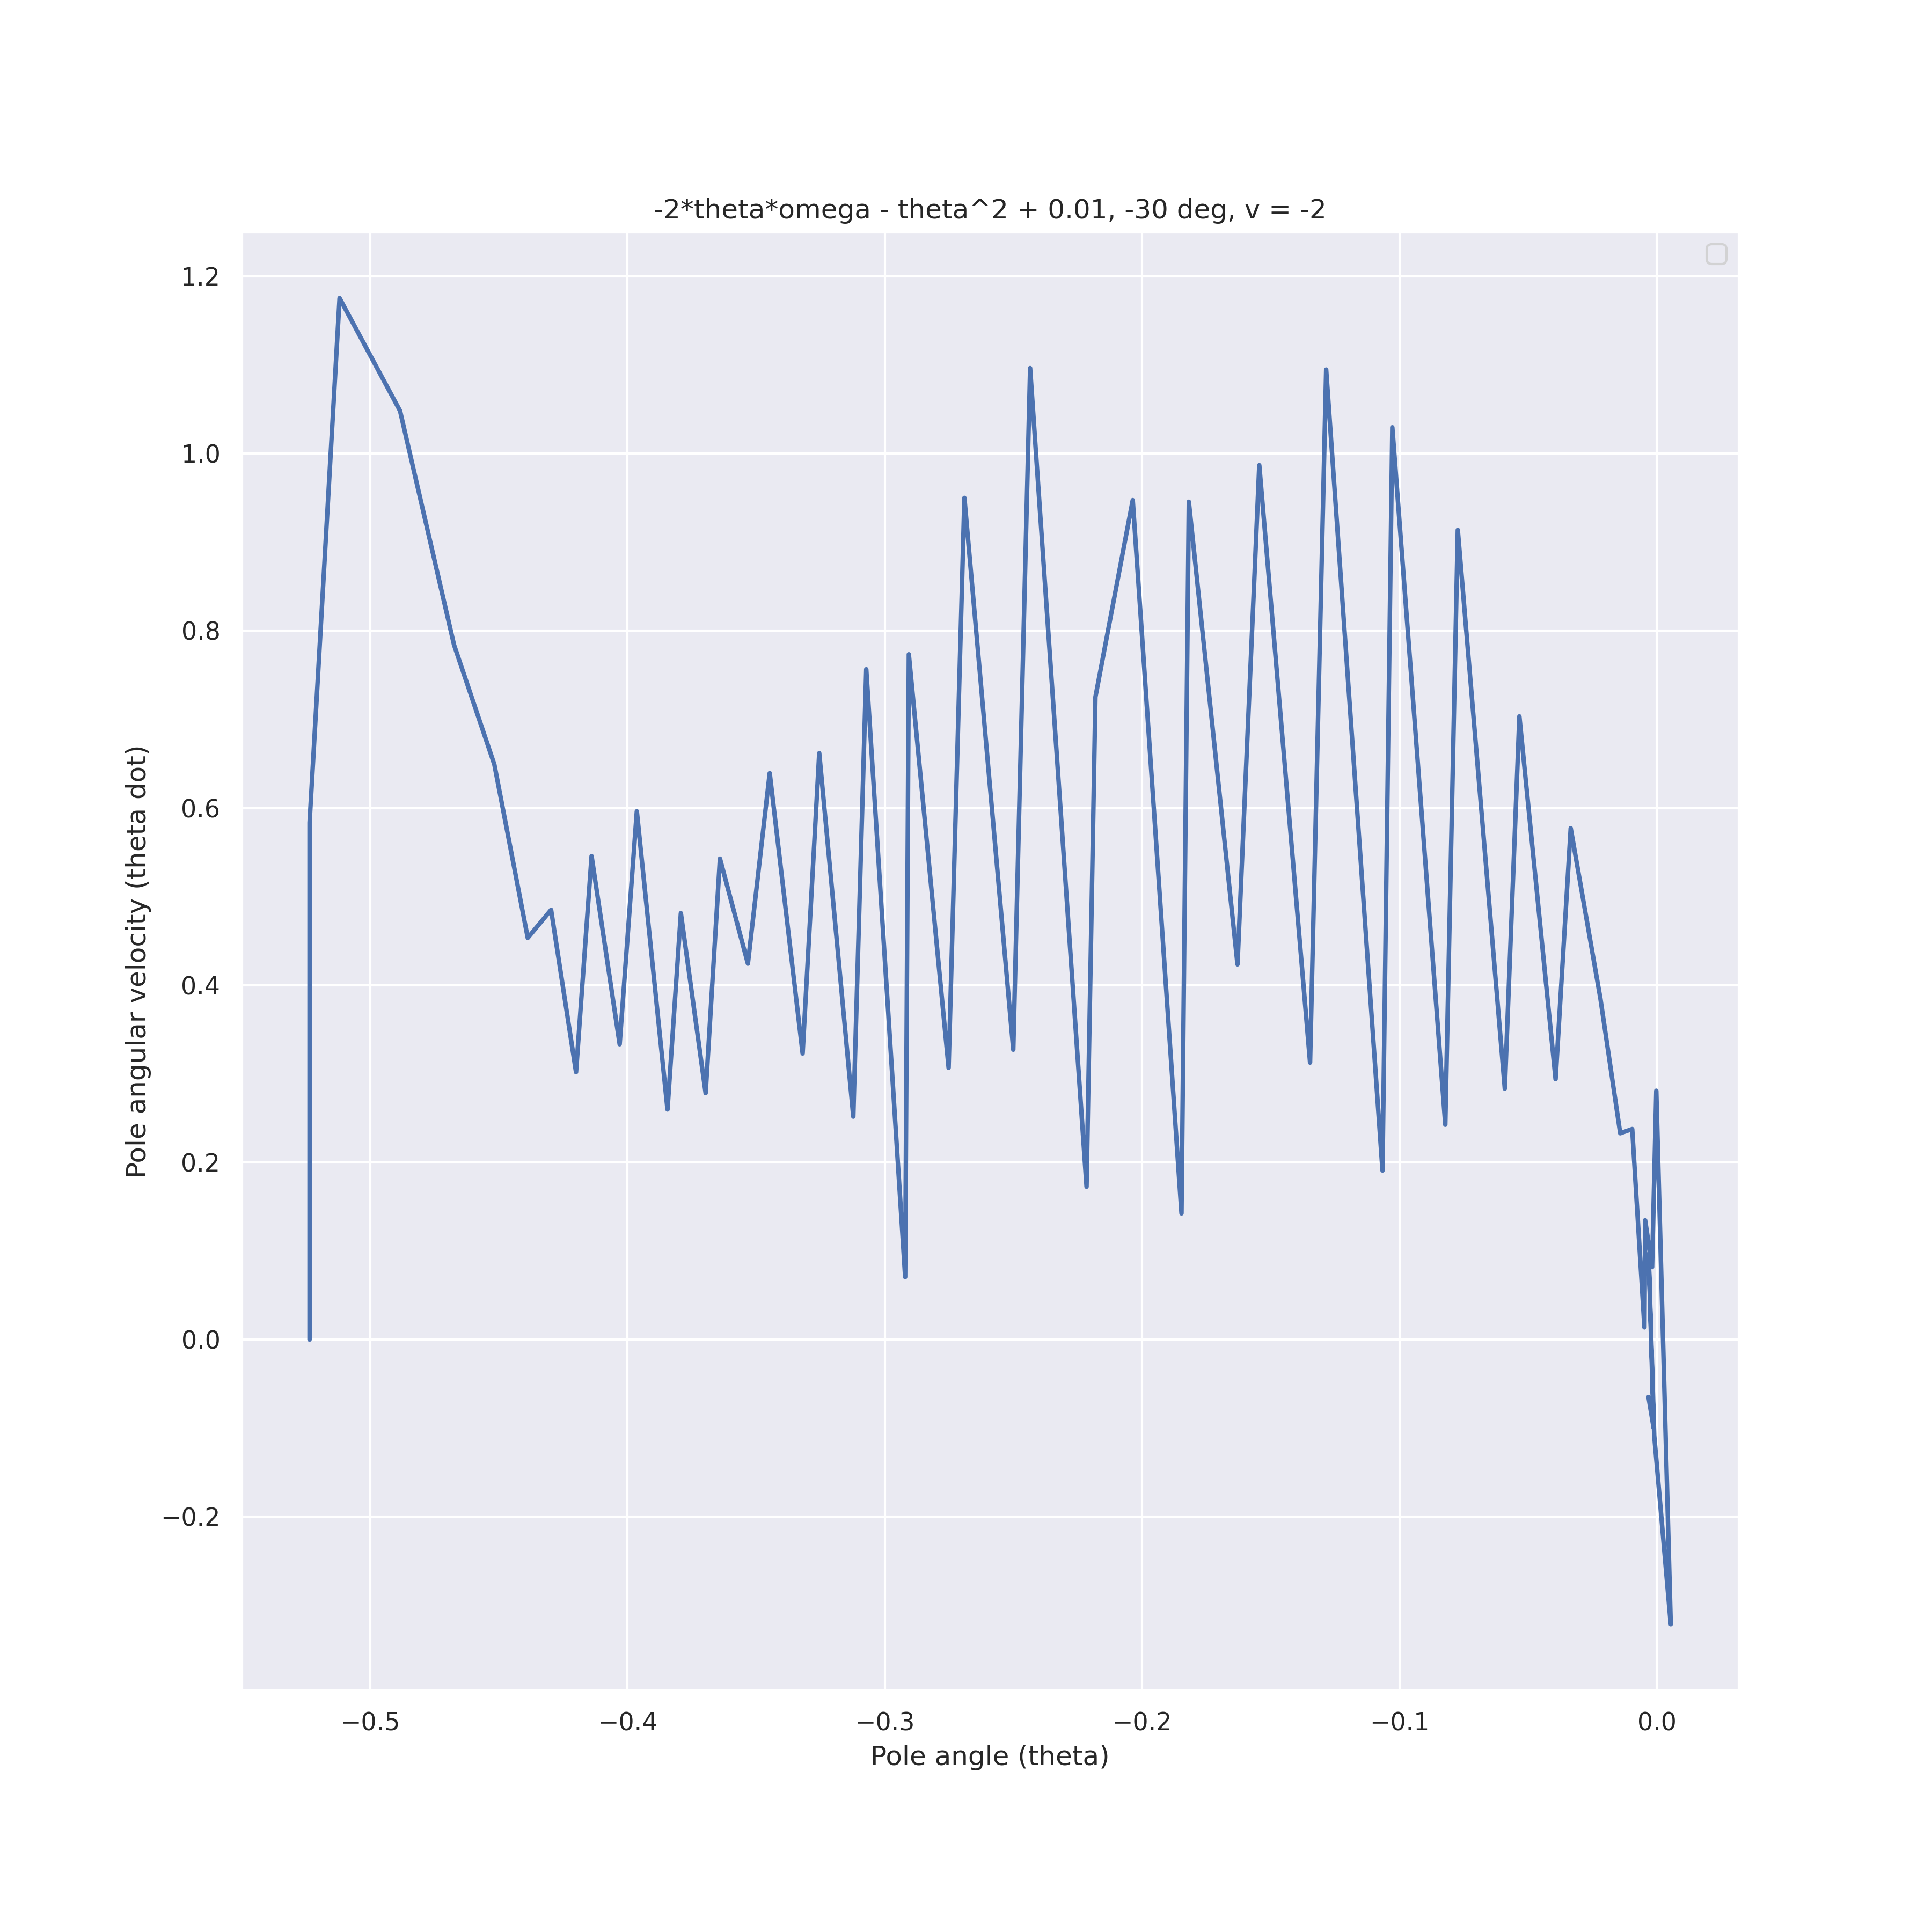 -2*theta*omega - theta^2 + 0.01, -30 deg, v = -2
1.2
1.0
0.8
0.6
0.4
0.2
0.0
−0.2
Pole angular velocity (theta dot)
−0.5 −0.4 −0.3 −0.2 −0.1 0.0
Pole angle (theta)